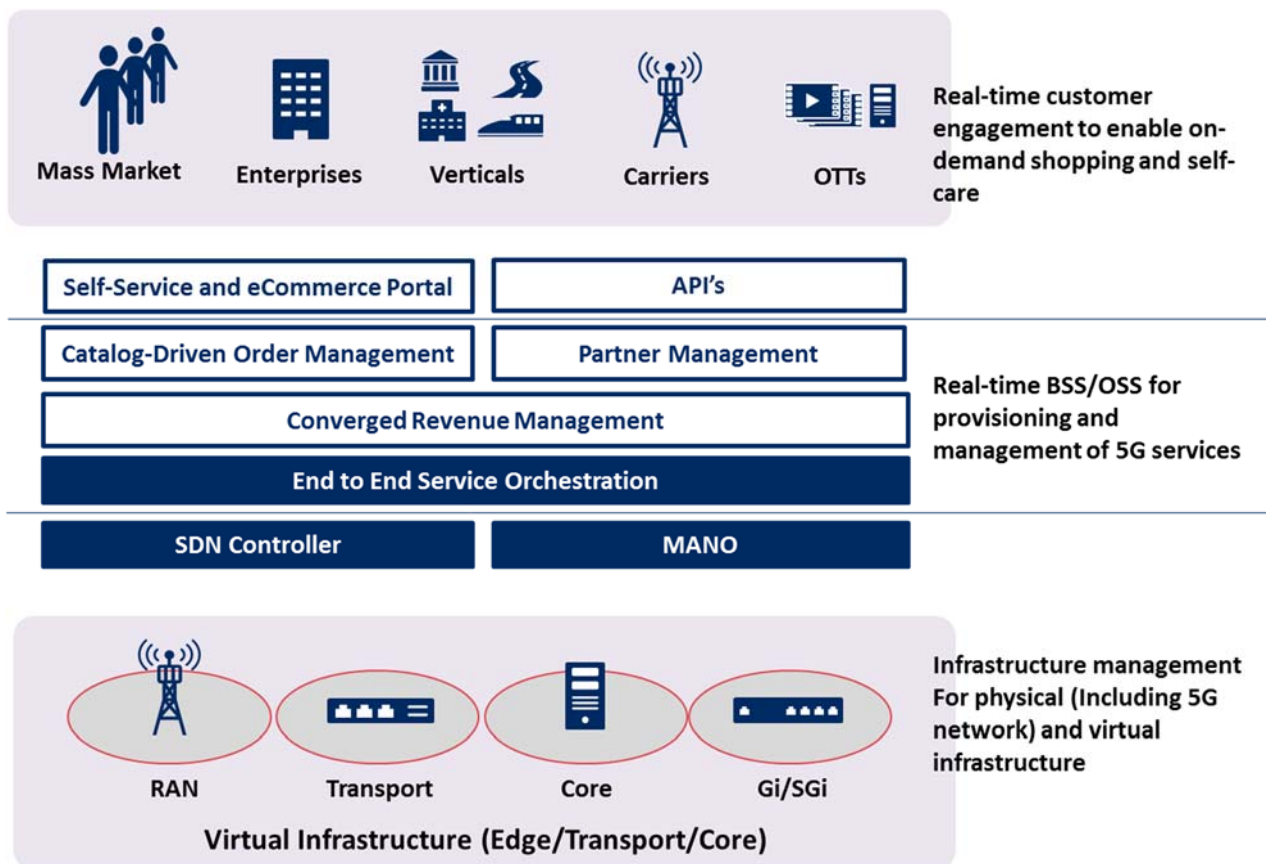 Mass Market
Enterprises
Verticals
Carriers
OTTs
Real-time customer
engagement to enable on-
demand shopping and self-
care
Self-Service and eCommerce Portal
API's
Catalog-Driven Order Management
Partner Management
Converged Revenue Management
End to End Service Orchestration
Real-time BSS/OSS for
provisioning and
management of 5G services
SDN Controller
MANO
RAN
Transport
Core
Gi/SGi
Virtual Infrastructure (Edge/Transport/Core)
Infrastructure management
For physical (Including 5G
network) and virtual
infrastructure